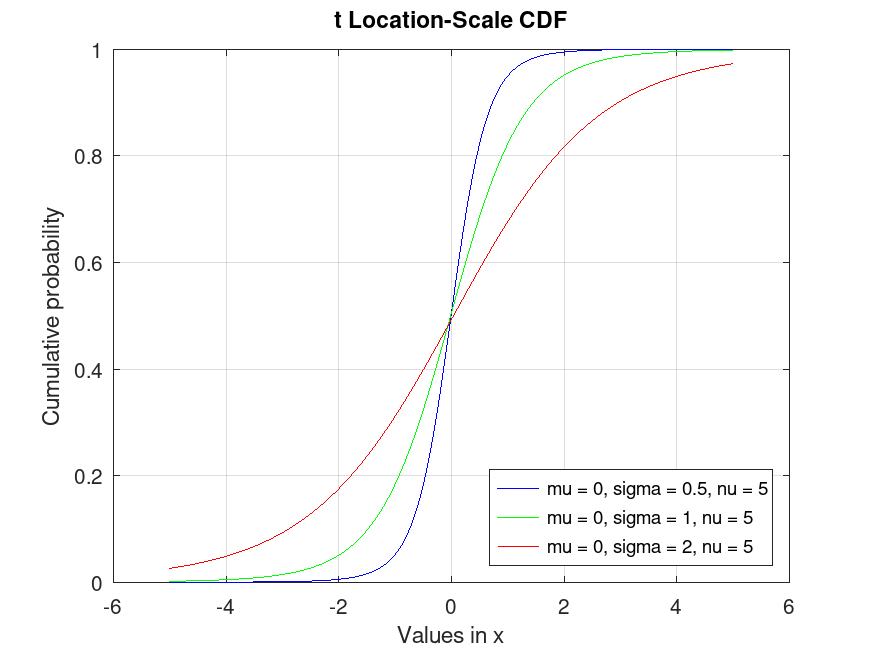 t Location-Scale CDF
1
0.8
0.6
0.4
0.2
0
Cumulative probability
mu = 0, sigma = 0.5, nu = 5
mu = 0, sigma = 1, nu = 5
mu = 0, sigma = 2, nu = 5
-6 -4 -2 0 2 4 6
Values in x